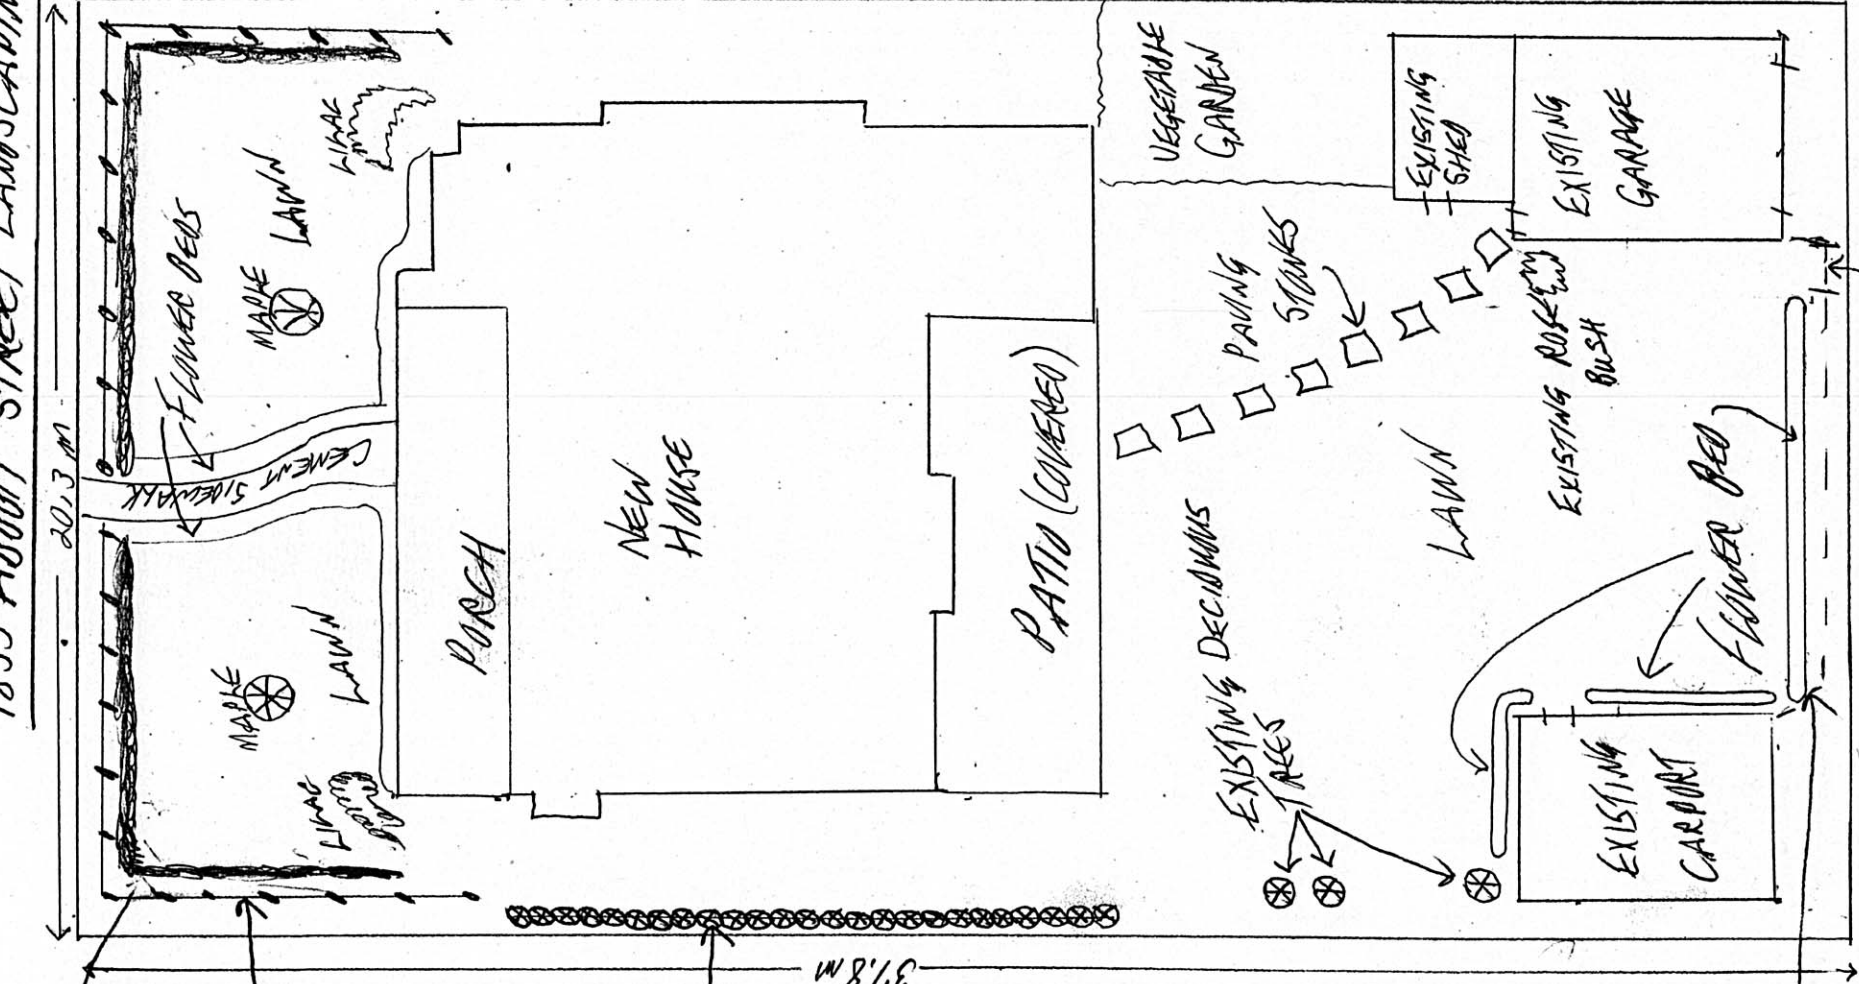 STREET LANDSCAPIN
20.3 m
FLOWER BEDS
LAWN
LILAC
MAPLE
CEMENT SIDEWALK
MAPLE
LAWN
LILAC
PORCH
NEW
HOUSE
PATIO (COVERED)
VEGETABLE
GARDEN
EXISTING
SHED
EXISTING
GARAGE
PAVING
STONES
EXISTING
BUSH
LAWN
FLOWER BED
EXISTING DECIDUOUS
TREES
EXISTING
CARPORT
37.8 m